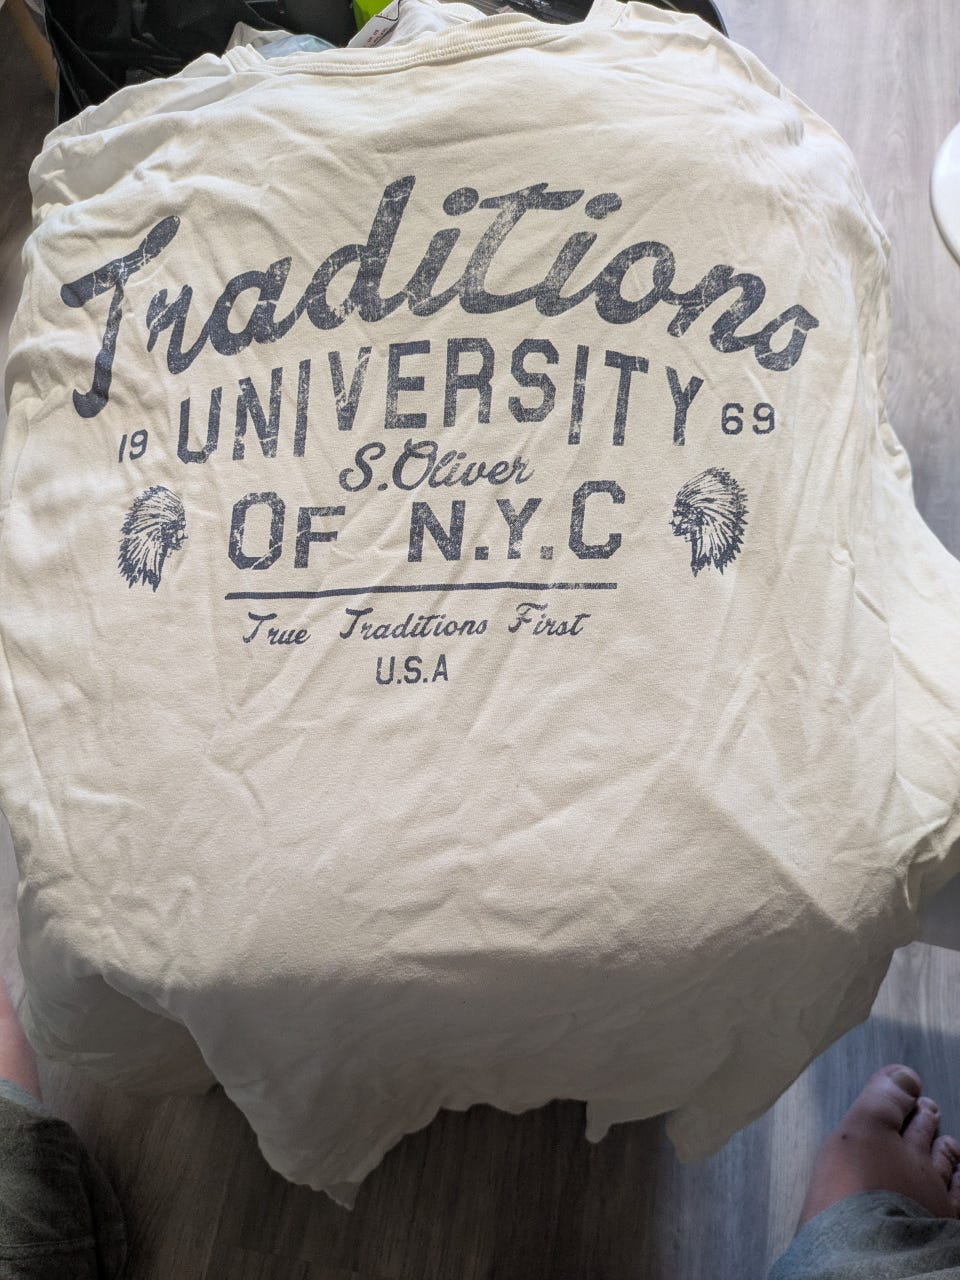 Traditions
19 UNIVERSITY 69
S.Oliver
OF N.Y.C
True Traditions First
U.S.A